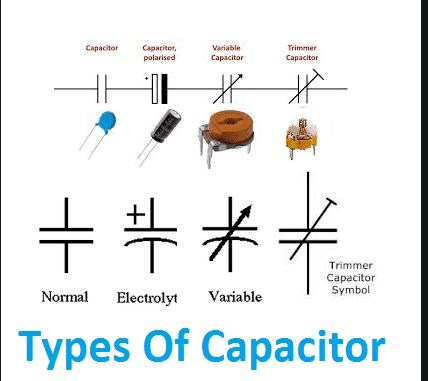 Capacitor
Capacitor,
polarised
Variable
Capacitor
Trimmer
Capacitor
+
+
Normal
Electrolyt
Variable
Trimmer
Capacitor
Symbol
Types Of Capacitor